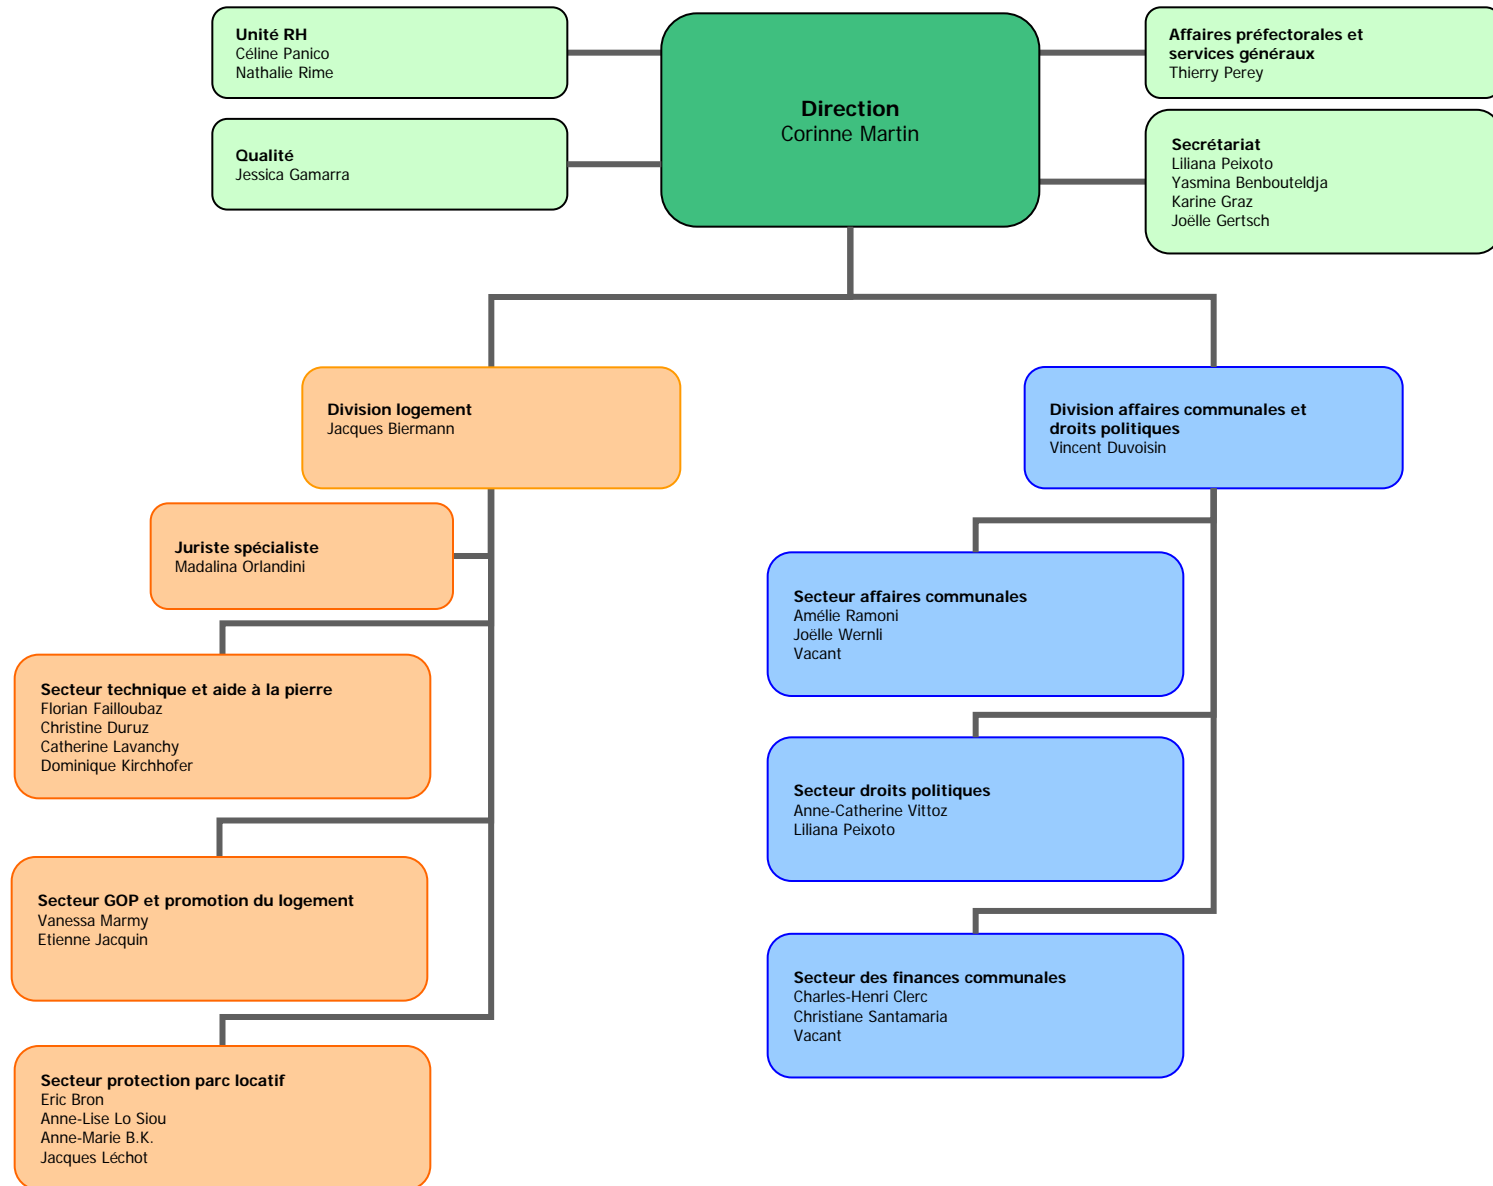 Unité RH
Céline Panico
Nathalie Rime
Qualité
Jessica Gamarra
Direction
Corinne Martin
Affaires préfectorales et
services généraux
Thierry Perey
Secrétariat
Liliana Peixoto
Yasmina Benbouteldja
Karine Graz
Joëlle Gertsch
Division logement
Jacques Biermann
Juriste spécialiste
Madalina Orlandini
Secteur technique et aide à la pierre
Florian Failloubaz
Christine Duruz
Catherine Lavanchy
Dominique Kirchhofer
Secteur GOP et promotion du logement
Vanessa Marmy
Etienne Jacquin
Secteur protection parc locatif
Eric Bron
Anne-Lise Lo Siou
Anne-Marie B.K.
Jacques Léchot
Division affaires communales et
droits politiques
Vincent Duvoisin
Secteur affaires communales
Amélie Ramoni
Joëlle Wernli
Vacant
Secteur droits politiques
Anne-Catherine Vittoz
Liliana Peixoto
Secteur des finances communales
Charles-Henri Clerc
Christiane Santamaria
Vacant